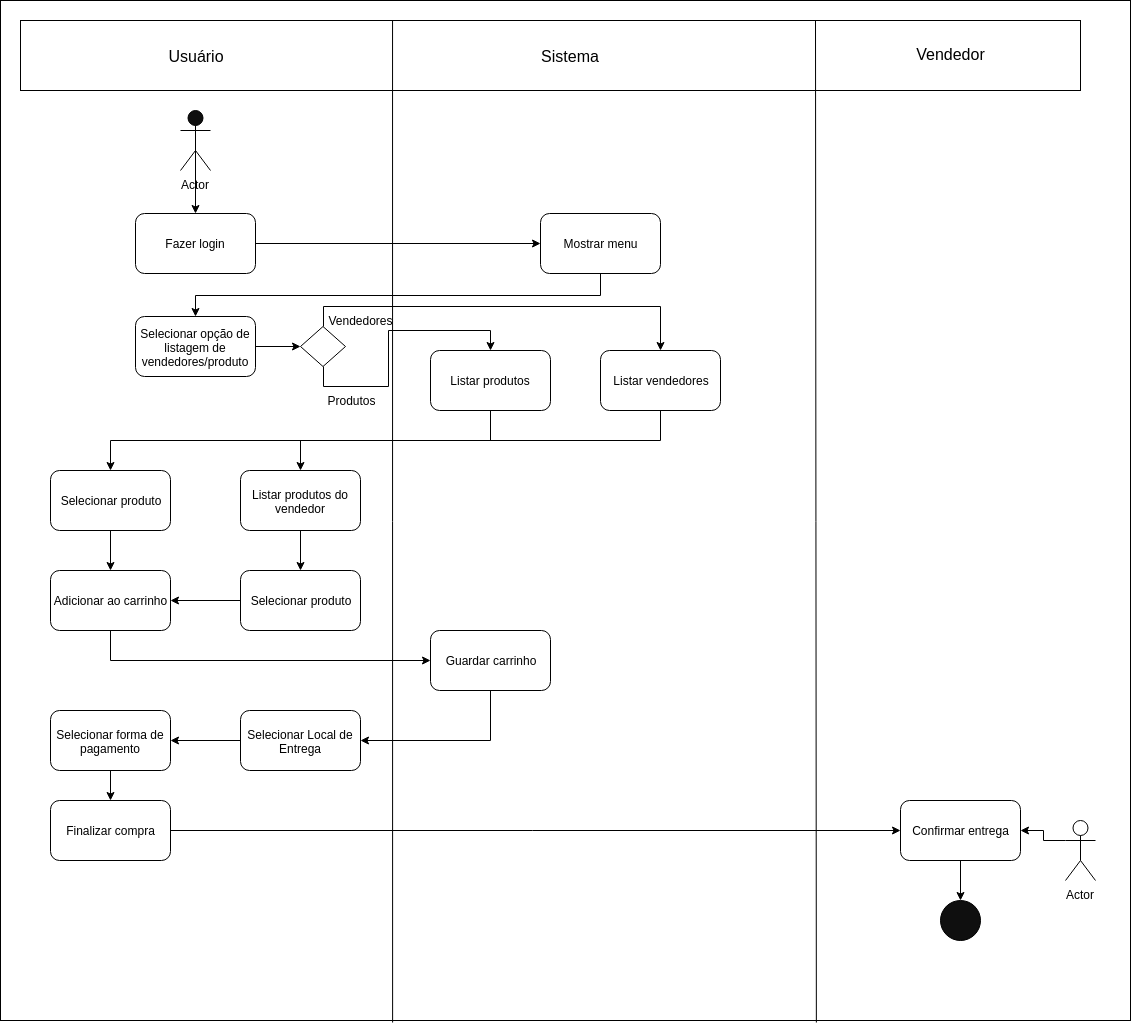 Usuário
Sistema
Vendedor
Actor
Fazer login
Mostrar menu
Selecionar opção de
listagem de
vendedores/produto
Vendedores
Produtos
Listar produtos
Listar vendedores
Selecionar produto
Listar produtos do
vendedor
Adicionar ao carrinho
Selecionar produto
Guardar carrinho
Selecionar forma de
pagamento
Selecionar Local de
Entrega
Finalizar compra
Confirmar entrega
Actor